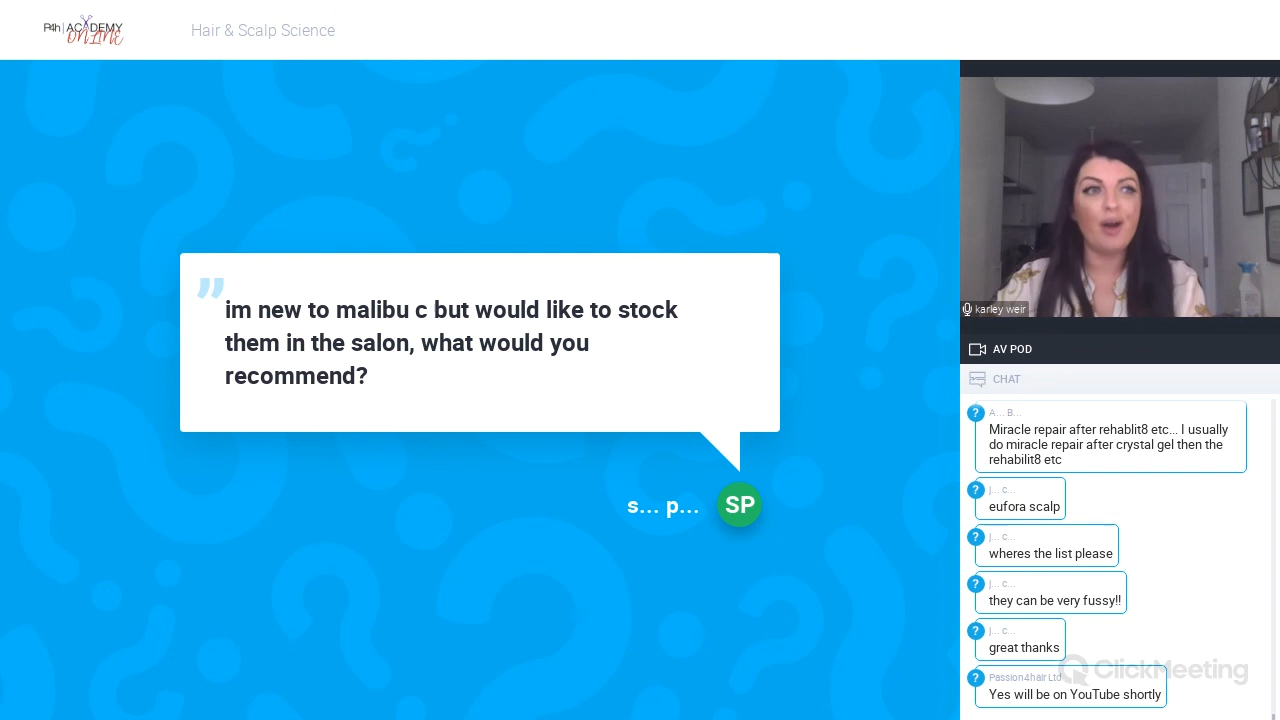 P4h | ACADEMY
ONLINE
Hair & Scalp Science
im new to malibu c but would like to stock
them in the salon, what would you
recommend?
s... p...
SP
karley weir
AV POD
CHAT
?
A... B...
Miracle repair after rehablit8 etc... I usually
do miracle repair after crystal gel then the
rehabilit8 etc
?
j... c...
eufora scalp
?
j... c...
wheres the list please
?
j... c...
they can be very fussy!!
?
j... c...
great thanks
ClickMeeting
?
Passion4hair Ltd
Yes will be on YouTube shortly